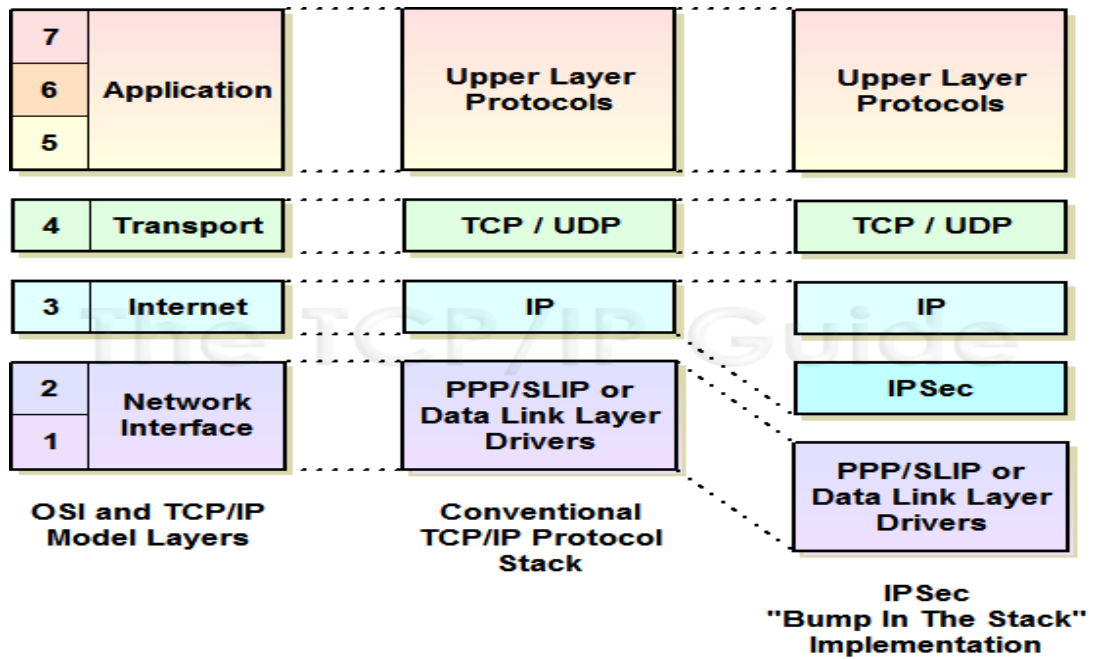 7
6
5
Application
4
Transport
3
Internet
2
1
Network
Interface
OSI and TCP/IP
Model Layers
Upper Layer
Protocols
TCP / UDP
IP
PPP/SLIP or
Data Link Layer
Drivers
Conventional
TCP/IP Protocol
Stack
Upper Layer
Protocols
TCP / UDP
IP
IPSec
PPP/SLIP or
Data Link Layer
Drivers
IPSec
"Bump In The Stack"
Implementation
The TCP/IP Guide